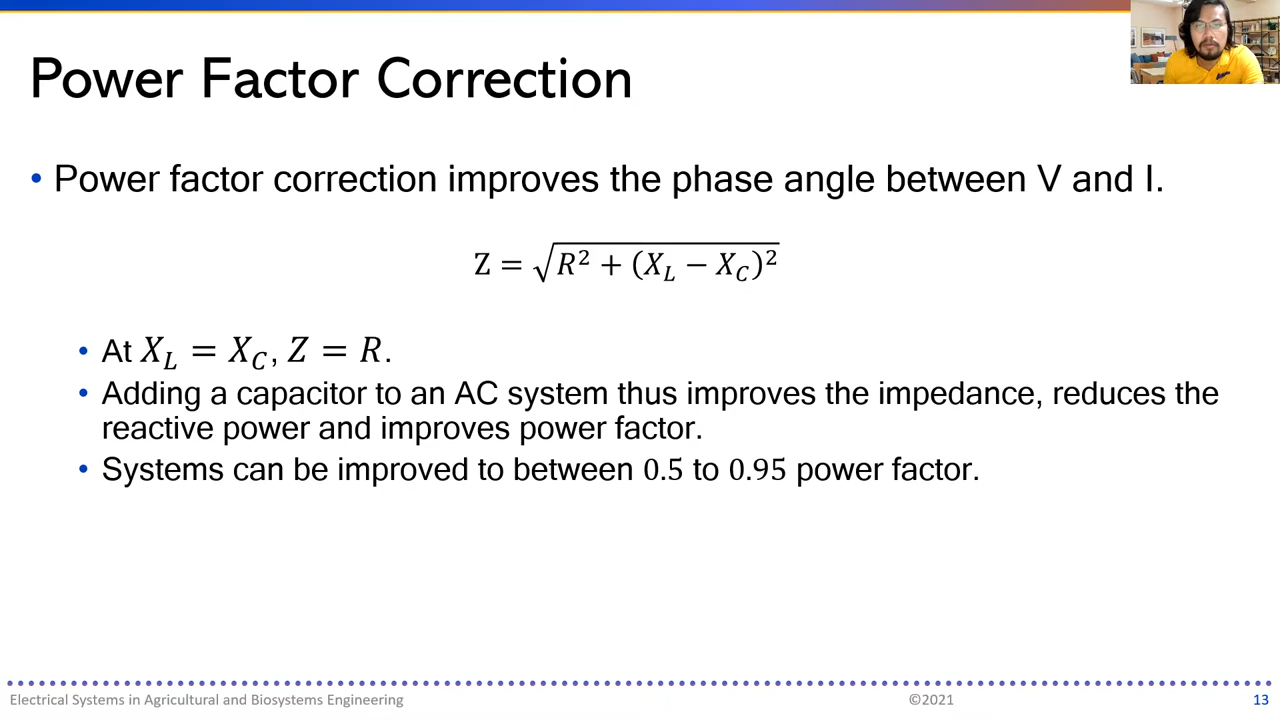 Power Factor Correction
• Power factor correction improves the phase angle between V and I.
Z = √R² + (X_L − X_C)²
• At X_L = X_C, Z = R.
• Adding a capacitor to an AC system thus improves the impedance, reduces the
reactive power and improves power factor.
• Systems can be improved to between 0.5 to 0.95 power factor.
Electrical Systems in Agricultural and Biosystems Engineering
©2021
13